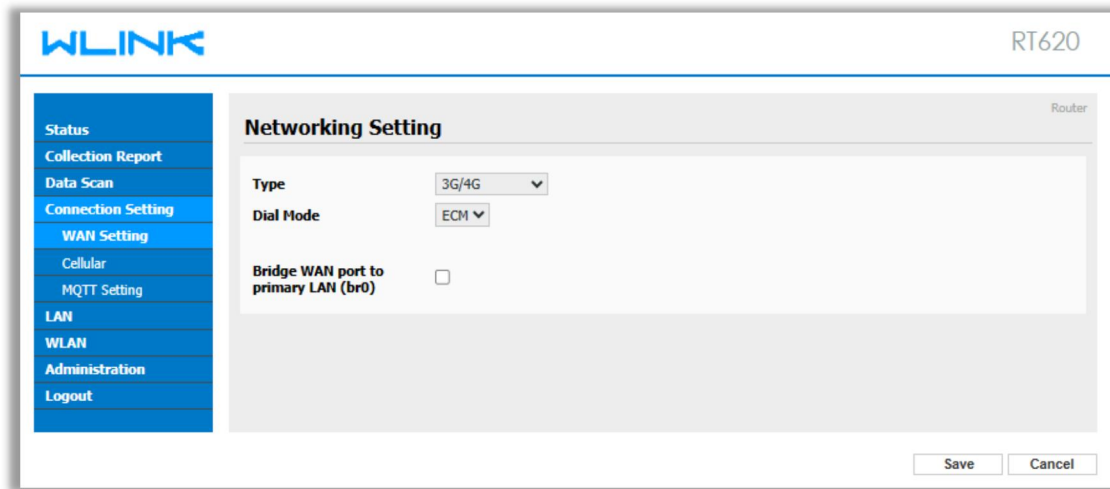 WLINK
RT620
Status
Collection Report
Data Scan
Connection Setting
WAN Setting
Cellular
MQTT Setting
LAN
WLAN
Administration
Logout
Router
Networking Setting
Type 3G/4G
Dial Mode ECM
Bridge WAN port to
primary LAN (br0)
Save Cancel